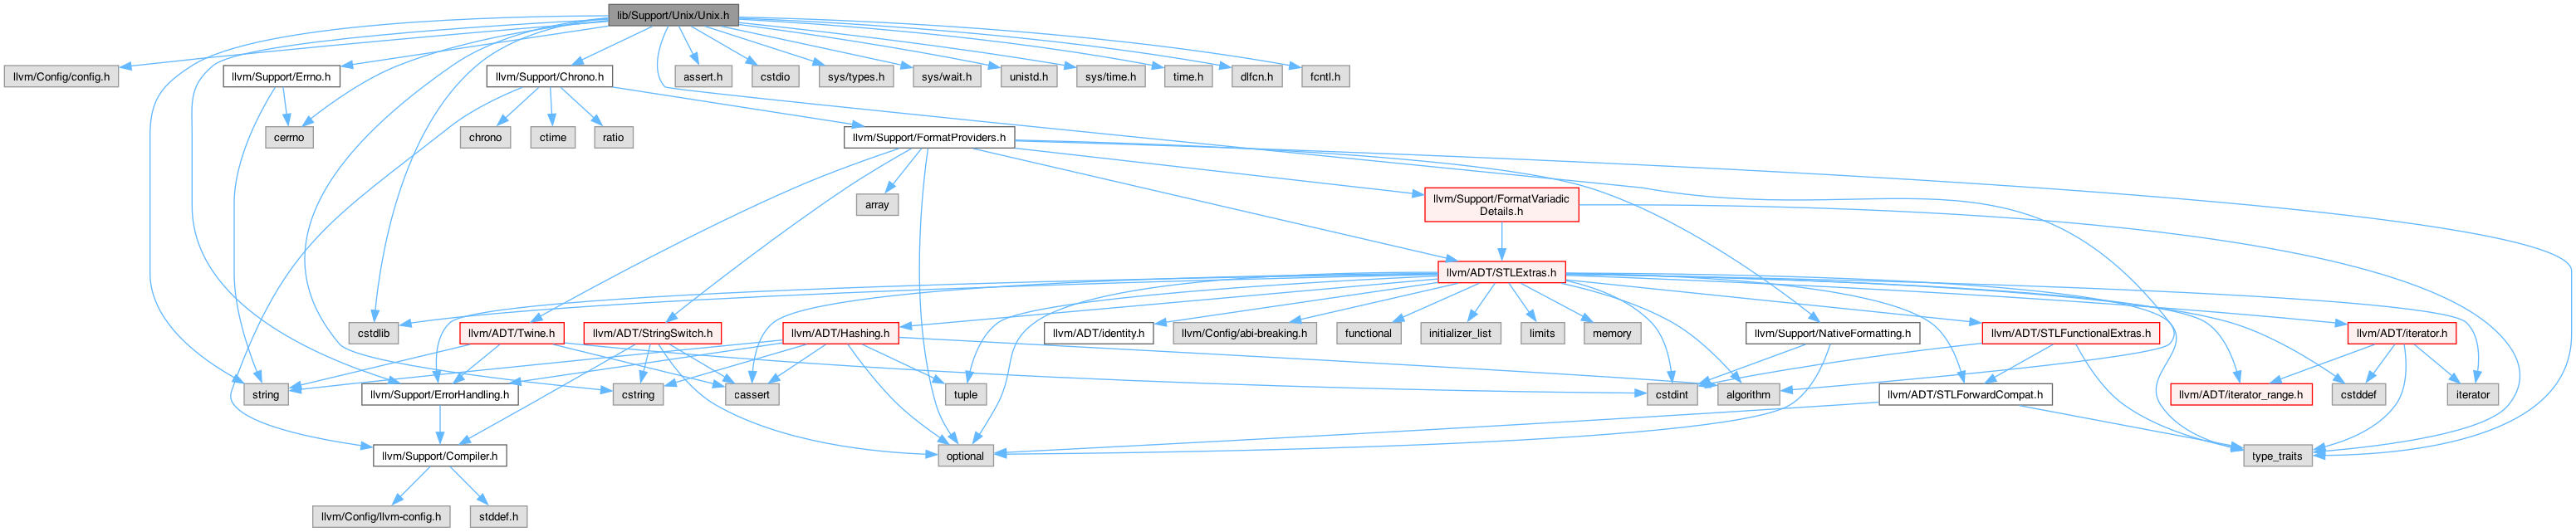 lib/Support/Unix/Unix.h
llvm/Config/config.h
llvm/Support/Errno.h
llvm/Support/Chrono.h
assert.h
cstdio
sys/types.h
sys/wait.h
unistd.h
sys/time.h
time.h
dlfcn.h
fcntl.h
cerrno
chrono
ctime
ratio
llvm/Support/FormatProviders.h
array
llvm/Support/FormatVariadic
Details.h
llvm/ADT/STLExtras.h
cstdlib
llvm/ADT/Twine.h
llvm/ADT/StringSwitch.h
llvm/ADT/Hashing.h
llvm/ADT/identity.h
llvm/Config/abi-breaking.h
functional
initializer_list
limits
memory
llvm/Support/NativeFormatting.h
llvm/ADT/STLFunctionalExtras.h
llvm/ADT/iterator.h
string
llvm/Support/ErrorHandling.h
cstring
cassert
tuple
cstdint
algorithm
llvm/ADT/STLForwardCompat.h
llvm/ADT/iterator_range.h
cstddef
iterator
llvm/Support/Compiler.h
optional
type_traits
llvm/Config/llvm-config.h
stddef.h